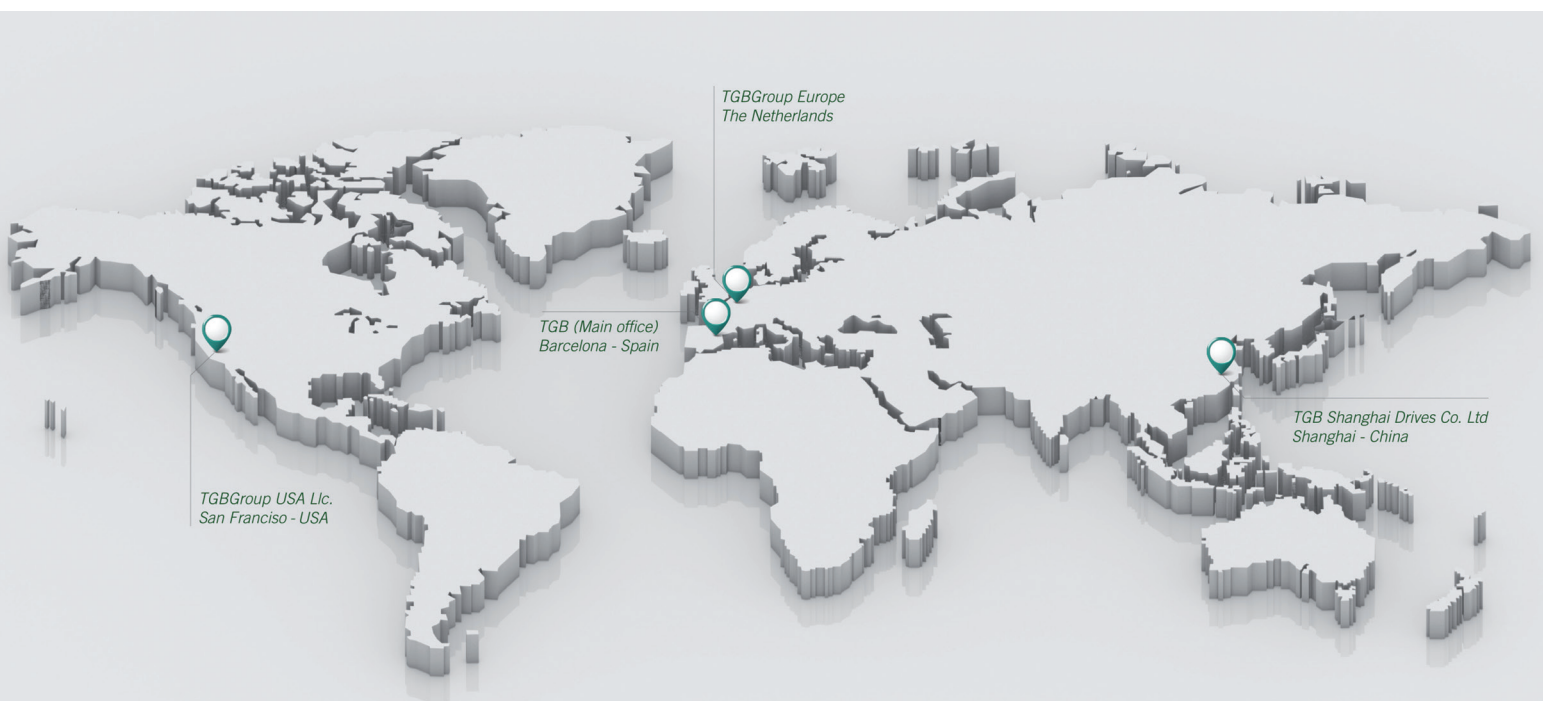 TGBGroup Europe
The Netherlands
TGB (Main office)
Barcelona - Spain
TGB Shanghai Drives Co. Ltd
Shanghai - China
TGBGroup USA Llc.
San Franciso - USA